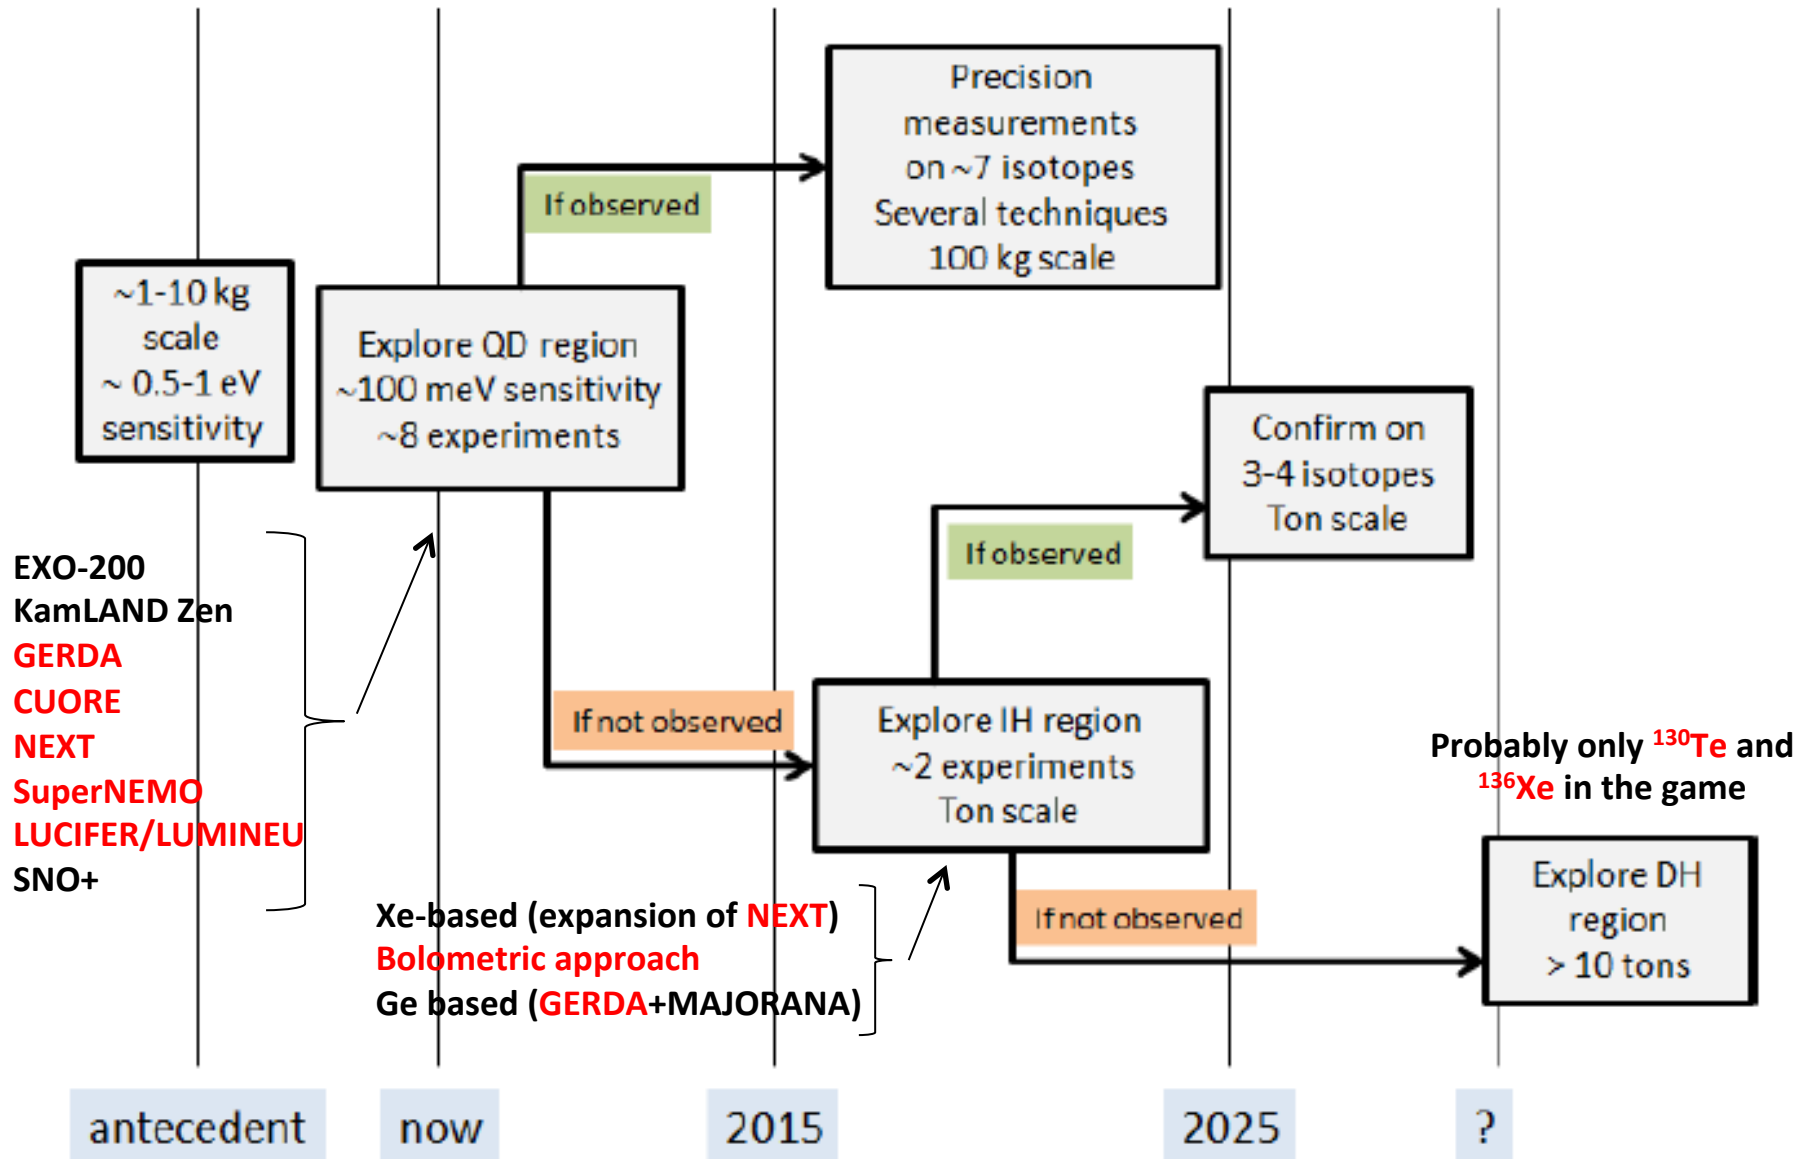 Precision
measurements
on ~7 isotopes
Several techniques
100 kg scale
If observed
~1-10 kg
scale
~ 0.5-1 eV
sensitivity
Explore QD region
~100 meV sensitivity
~8 experiments
Confirm on
3-4 isotopes
Ton scale
If observed
EXO-200
KamLAND Zen
GERDA
CUORE
NEXT
SuperNEMO
LUCIFER/LUMINEU
SNO+
If not observed
Explore IH region
~2 experiments
Ton scale
Probably only ¹³⁰Te and
¹³⁶Xe in the game
Xe-based (expansion of NEXT)
Bolometric approach
Ge based (GERDA+MAJORANA)
If not observed
Explore DH
region
> 10 tons
antecedent
now
2015
2025
?